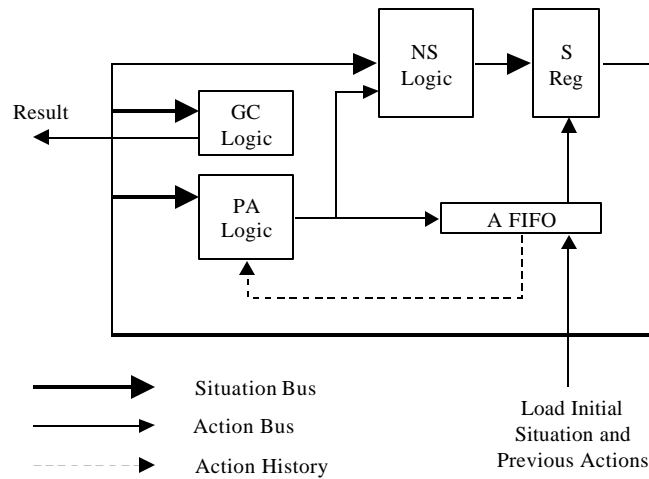 NS
Logic
S
Reg
Result
GC
Logic
PA
Logic
A FIFO
Situation Bus
Action Bus
Action History
Load Initial
Situation and
Previous Actions